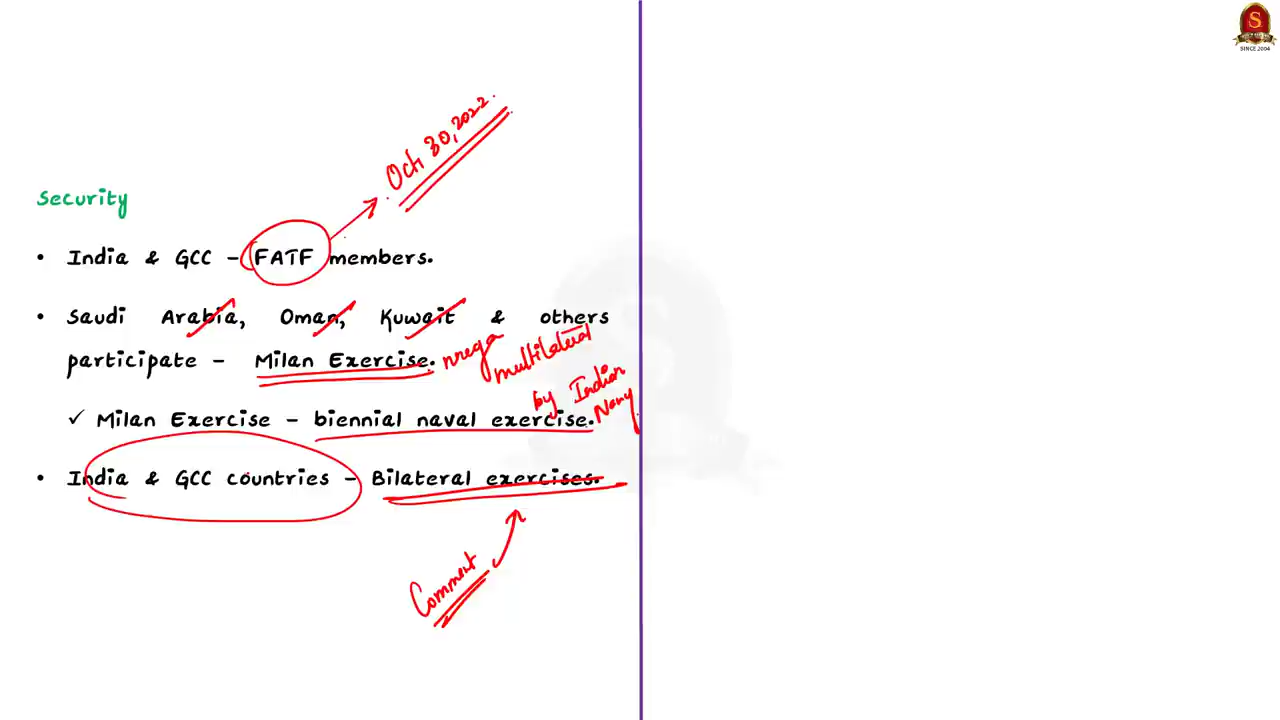 S
SINCE 2004
Oct 30, 2022.
Security
• India & GCC – FATF members.
• Saudi Arabia, Oman, Kuwait & others
participate – Milan Exercise. mega multilateral
by Indian Navy
✓ Milan Exercise – biennial naval exercise.
• India & GCC countries – Bilateral exercises.
Comment